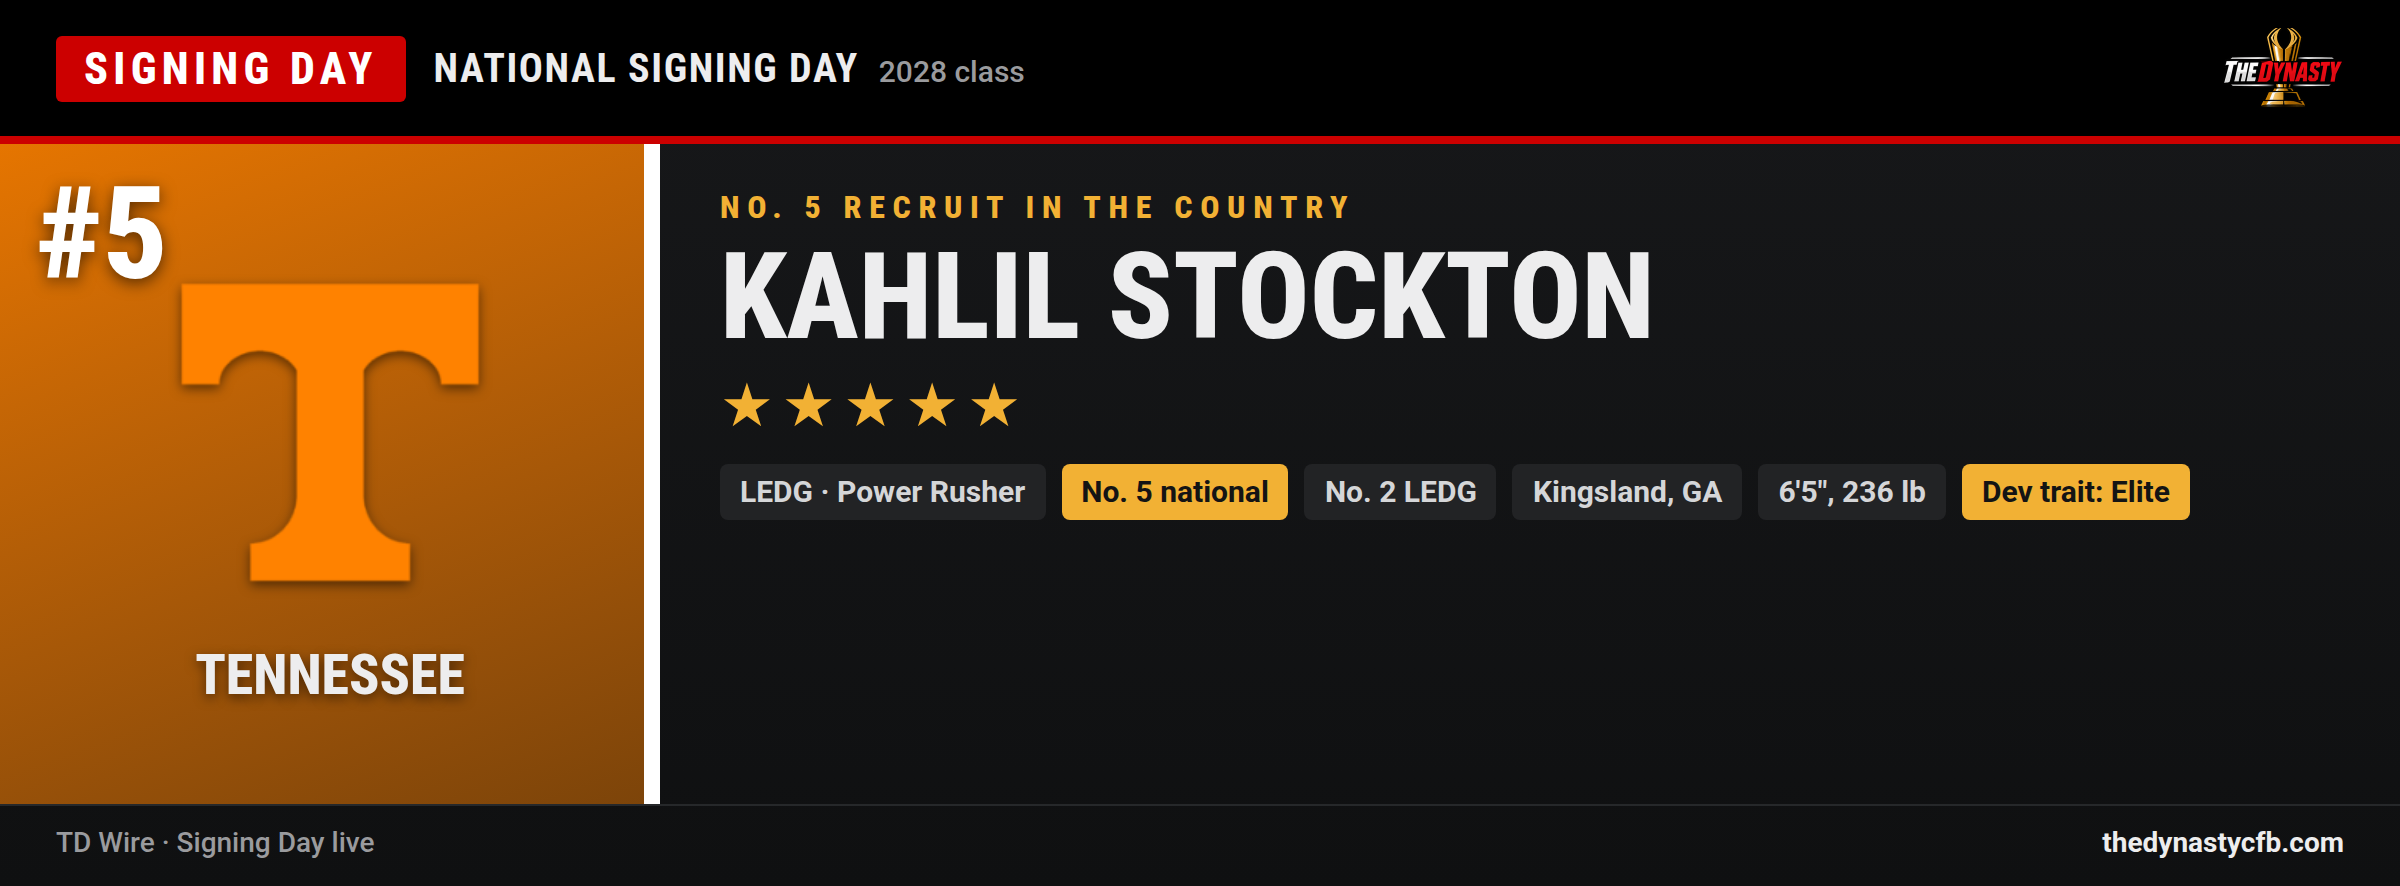 SIGNING DAY
NATIONAL SIGNING DAY 2028 class
THE DYNASTY
#5
T
TENNESSEE
NO. 5 RECRUIT IN THE COUNTRY
KAHLIL STOCKTON
★★★★★
LEDG · Power Rusher
No. 5 national
No. 2 LEDG
Kingsland, GA
6'5", 236 lb
Dev trait: Elite
TD Wire · Signing Day live
thedynastycfb.com